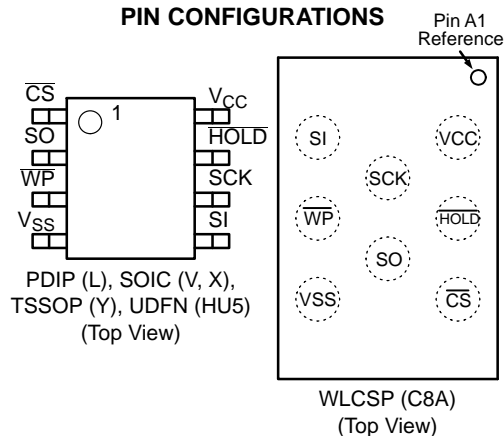 PIN CONFIGURATIONS
CS
SO
WP
VSS
1
VCC
HOLD
SCK
SI
PDIP (L), SOIC (V, X),
TSSOP (Y), UDFN (HU5)
(Top View)
Pin A1
Reference
SI
VCC
SCK
WP
HOLD
SO
VSS
CS
WLCSP (C8A)
(Top View)